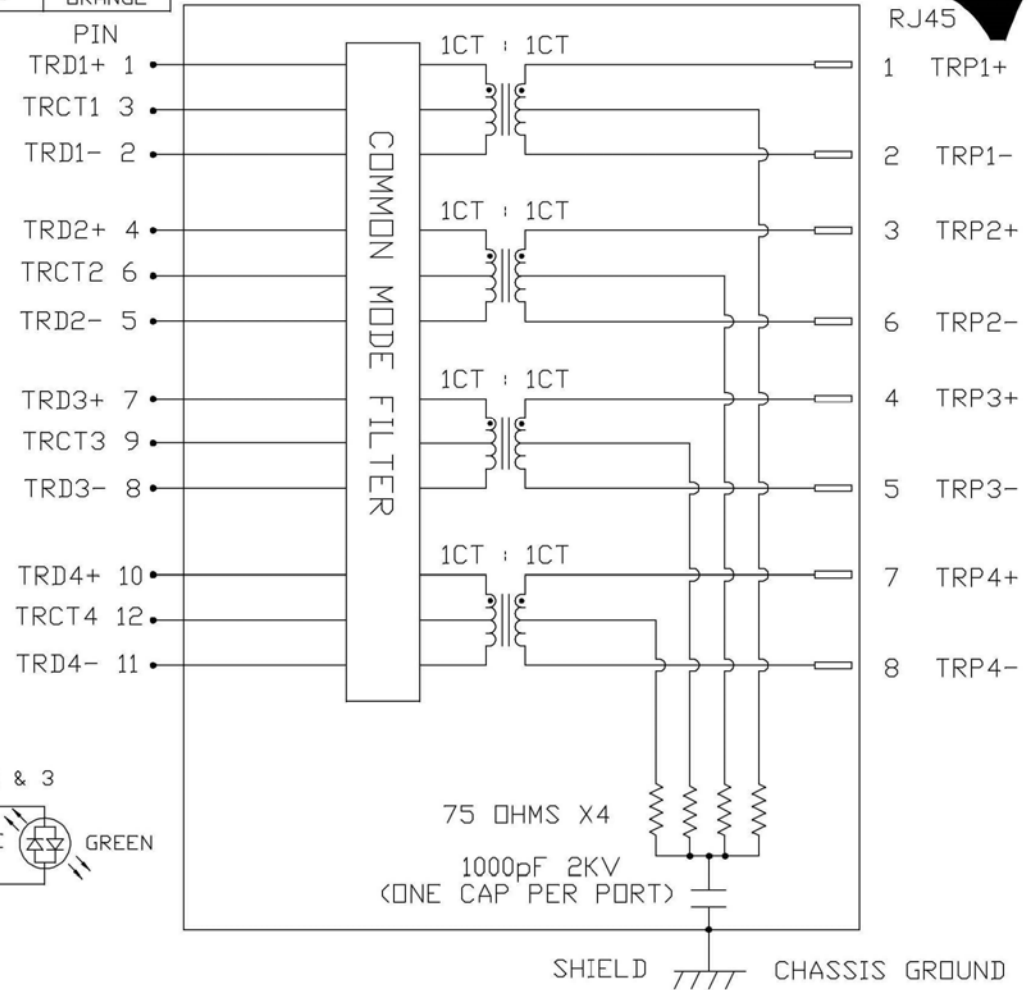 ORANGE
PIN
RJ45
1CT : 1CT
TRD1+ 1
1 TRP1+
TRCT1 3
TRD1- 2
2 TRP1-
1CT : 1CT
TRD2+ 4
3 TRP2+
TRCT2 6
TRD2- 5
6 TRP2-
COMMON MODE FILTER
1CT : 1CT
TRD3+ 7
4 TRP3+
TRCT3 9
TRD3- 8
5 TRP3-
1CT : 1CT
TRD4+ 10
7 TRP4+
TRCT4 12
TRD4- 11
8 TRP4-
& 3
GREEN
75 OHMS X4
1000pF 2KV
(ONE CAP PER PORT)
SHIELD
CHASSIS GROUND